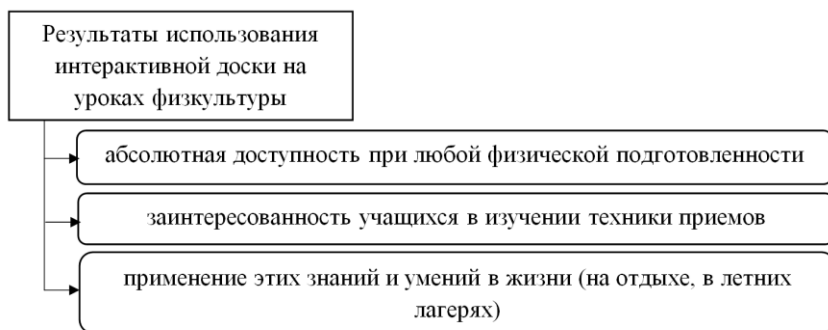 Результаты использования
интерактивной доски на
уроках физкультуры
абсолютная доступность при любой физической подготовленности
заинтересованность учащихся в изучении техники приемов
применение этих знаний и умений в жизни (на отдыхе, в летних
лагерях)